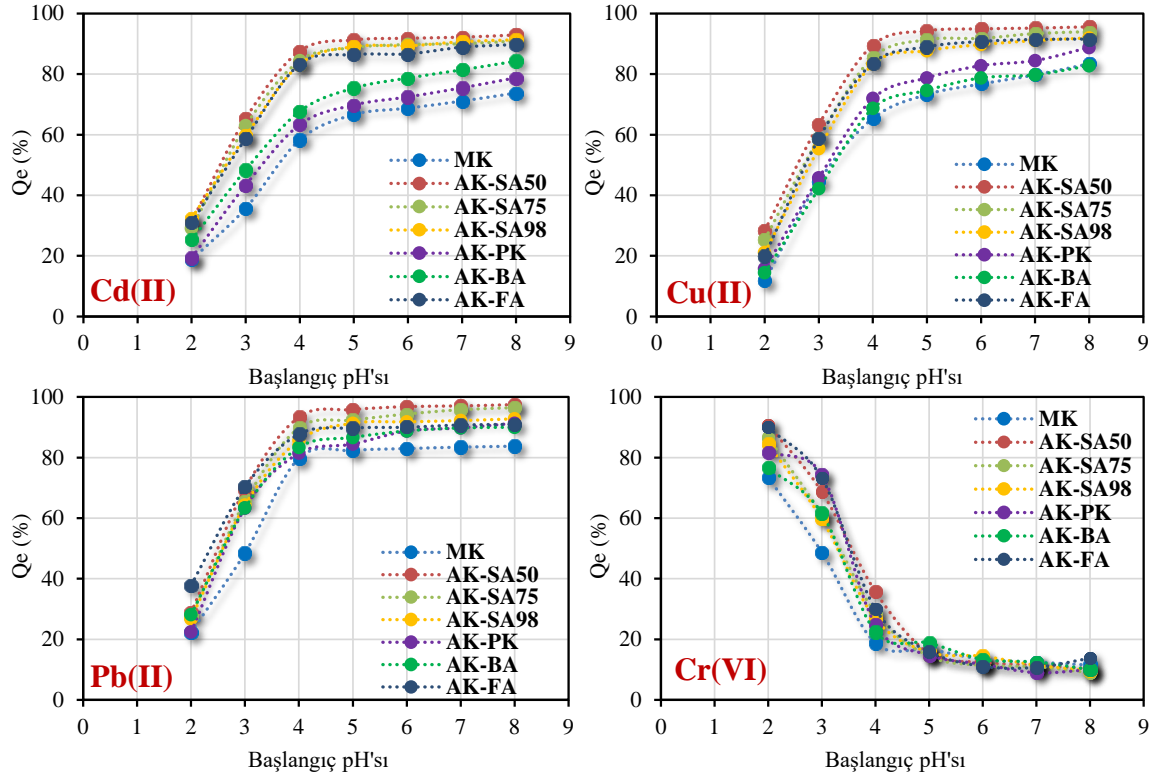 100
80
60
40
20
0
Qe (%)
0 1 2 3 4 5 6 7 8 9
Başlangıç pH'sı
Cd(II)
MK
AK-SA50
AK-SA75
AK-SA98
AK-PK
AK-BA
AK-FA
100
80
60
40
20
0
Qe (%)
0 1 2 3 4 5 6 7 8 9
Başlangıç pH'sı
Cu(II)
MK
AK-SA50
AK-SA75
AK-SA98
AK-PK
AK-BA
AK-FA
100
80
60
40
20
0
Qe (%)
0 1 2 3 4 5 6 7 8 9
Başlangıç pH'sı
Pb(II)
MK
AK-SA50
AK-SA75
AK-SA98
AK-PK
AK-BA
AK-FA
100
80
60
40
20
0
Qe (%)
0 1 2 3 4 5 6 7 8 9
Başlangıç pH'sı
Cr(VI)
MK
AK-SA50
AK-SA75
AK-SA98
AK-PK
AK-BA
AK-FA